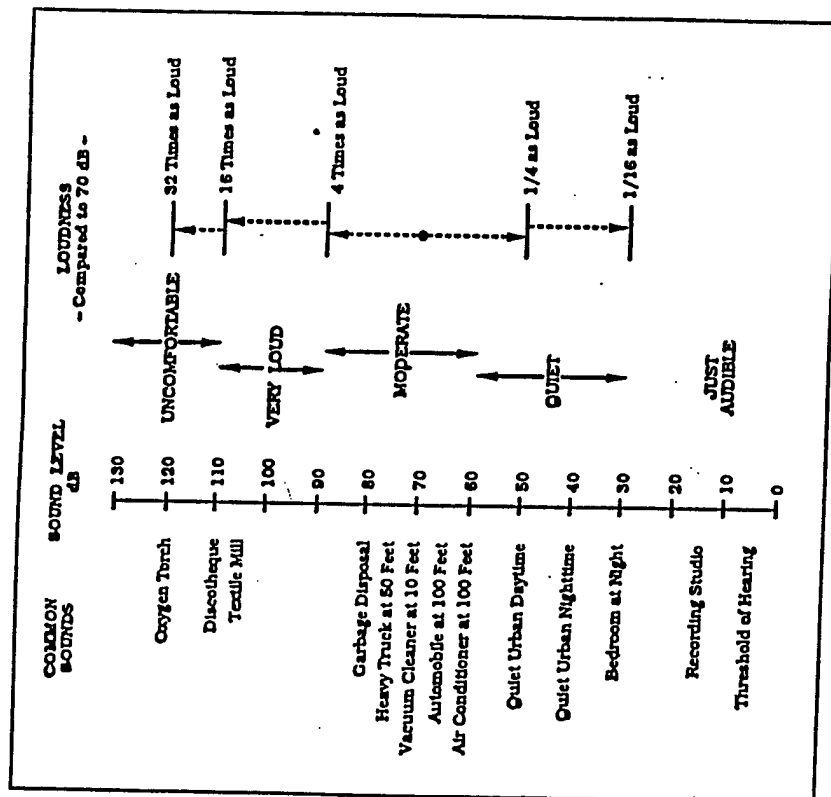 COMMON
SOUNDS
SOUND LEVEL
dB
LOUDNESS
- Compared to 70 dB -
130
Oxygen Torch
120
UNCOMFORTABLE
32 Times as Loud
Discotheque
110
16 Times as Loud
Textile Mill
100
VERY LOUD
90
4 Times as Loud
Garbage Disposal
80
Heavy Truck at 50 Feet
MODERATE
Vacuum Cleaner at 10 Feet
70
Automobile at 100 Feet
Air Conditioner at 100 Feet
60
Quiet Urban Daytime
50
1/4 as Loud
QUIET
Quiet Urban Nighttime
40
Bedroom at Night
30
1/16 as Loud
20
Recording Studio
JUST
AUDIBLE
10
Threshold of Hearing
0